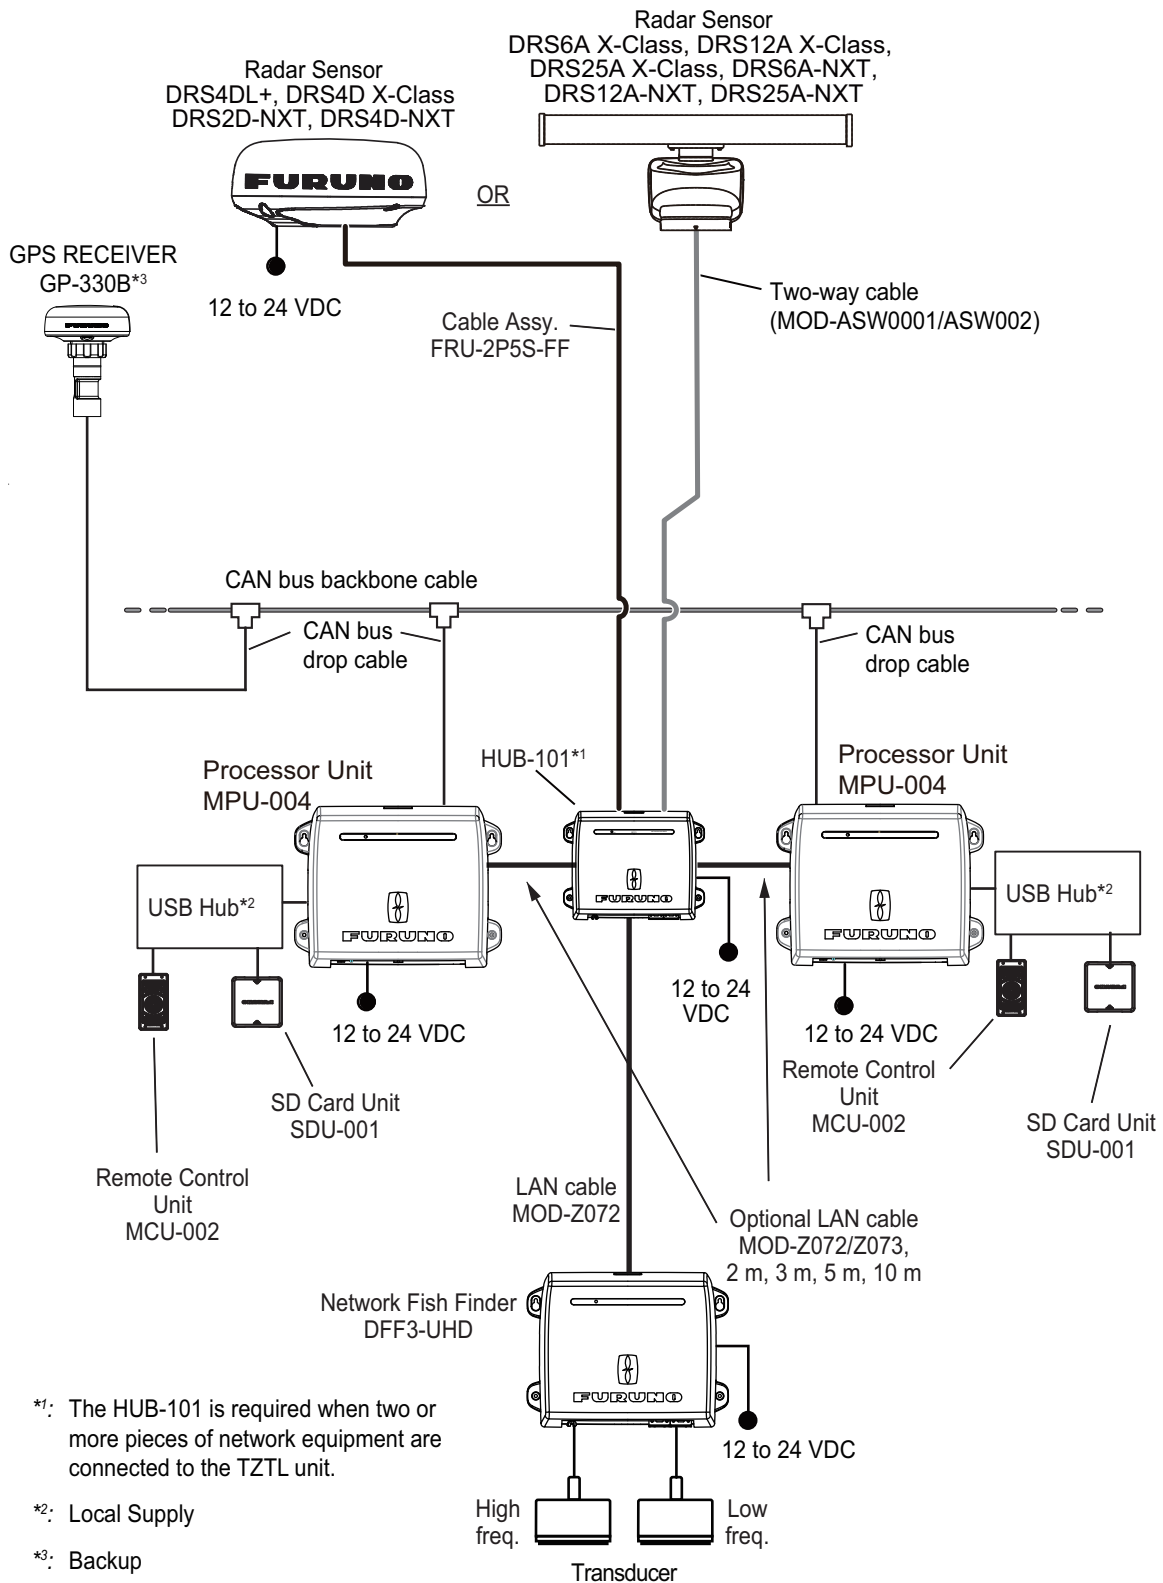 Radar Sensor
DRS6A X-Class, DRS12A X-Class,
DRS25A X-Class, DRS6A-NXT,
DRS12A-NXT, DRS25A-NXT
Radar Sensor
DRS4DL+, DRS4D X-Class
DRS2D-NXT, DRS4D-NXT
FURUNO
OR
GPS RECEIVER
GP-330B*3
FURUNO
12 to 24 VDC
Two-way cable
(MOD-ASW0001/ASW002)
Cable Assy.
FRU-2P5S-FF
CAN bus backbone cable
CAN bus
drop cable
CAN bus
drop cable
HUB-101*1
Processor Unit
MPU-004
Processor Unit
MPU-004
USB Hub*2
FURUNO
FURUNO
FURUNO
USB Hub*2
12 to 24 VDC
12 to 24
VDC
12 to 24 VDC
SD Card Unit
SDU-001
Remote Control
Unit
MCU-002
Remote Control
Unit
MCU-002
SD Card Unit
SDU-001
LAN cable
MOD-Z072
Optional LAN cable
MOD-Z072/Z073,
2 m, 3 m, 5 m, 10 m
Network Fish Finder
DFF3-UHD
FURUNO
12 to 24 VDC
High
freq.
Low
freq.
Transducer
*1: The HUB-101 is required when two or
more pieces of network equipment are
connected to the TZTL unit.
*2: Local Supply
*3: Backup